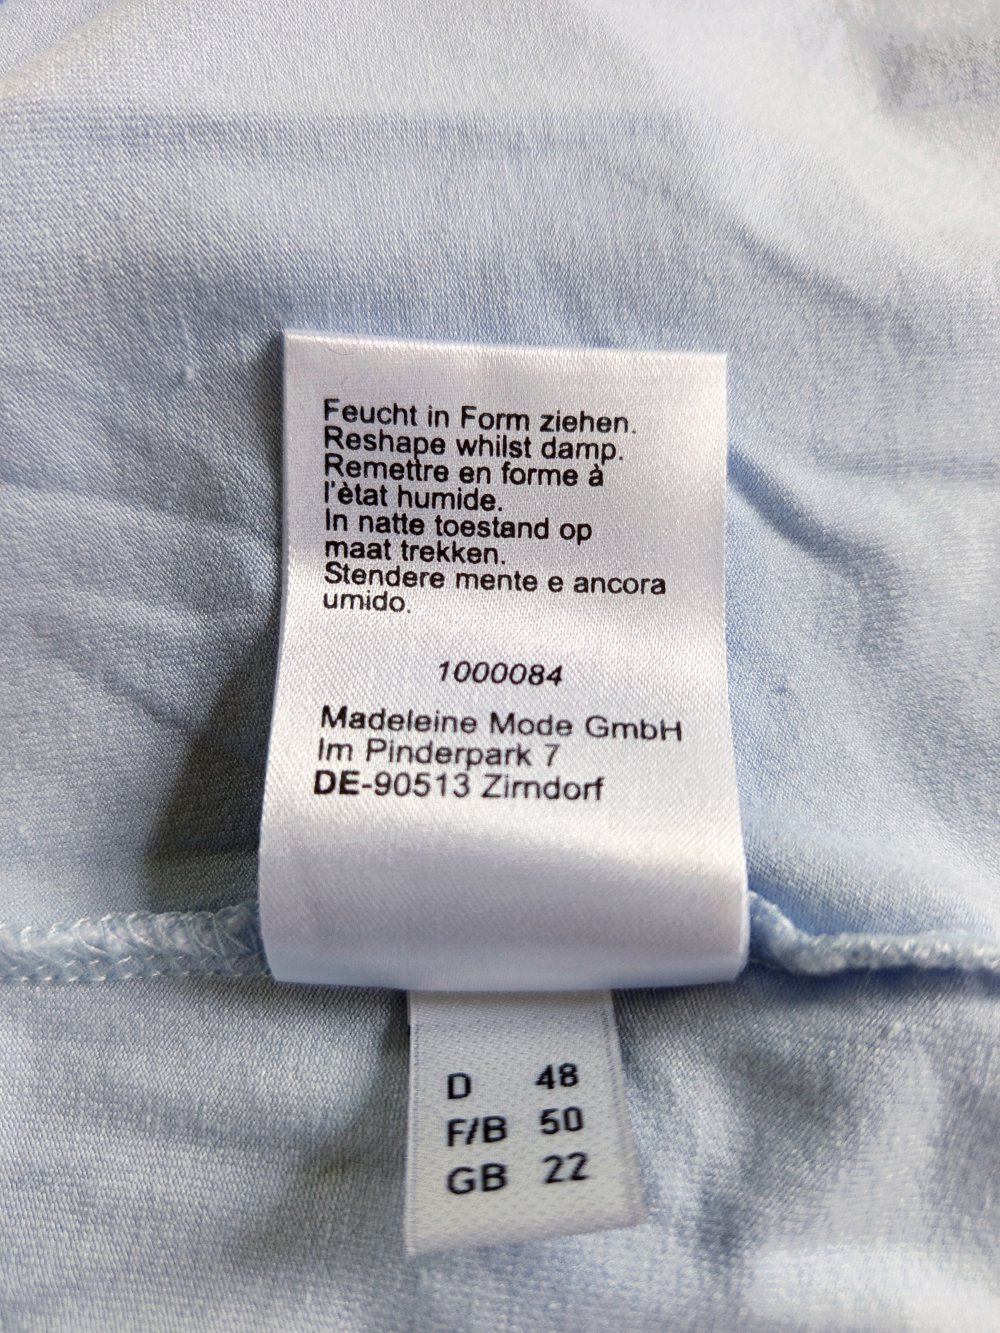 Feucht in Form ziehen.
Reshape whilst damp.
Remettre en forme à
l'ètat humide.
In natte toestand op
maat trekken.
Stendere mente e ancora
umido.
1000084
Madeleine Mode GmbH
Im Pinderpark 7
DE-90513 Zirndorf
D 48
F/B 50
GB 22